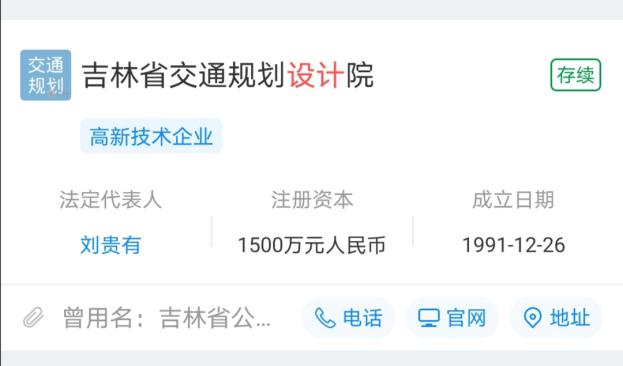 交通
规划
吉林省交通规划设计院
存续
高新技术企业
法定代表人 注册资本 成立日期
刘贵有 1500万元人民币 1991-12-26
曾用名：吉林省公... 电话 官网 地址